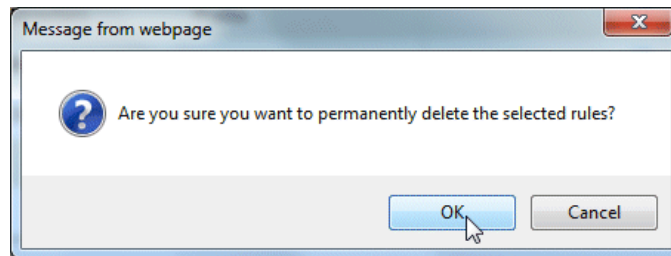 Message from webpage
Are you sure you want to permanently delete the selected rules?
OK
Cancel